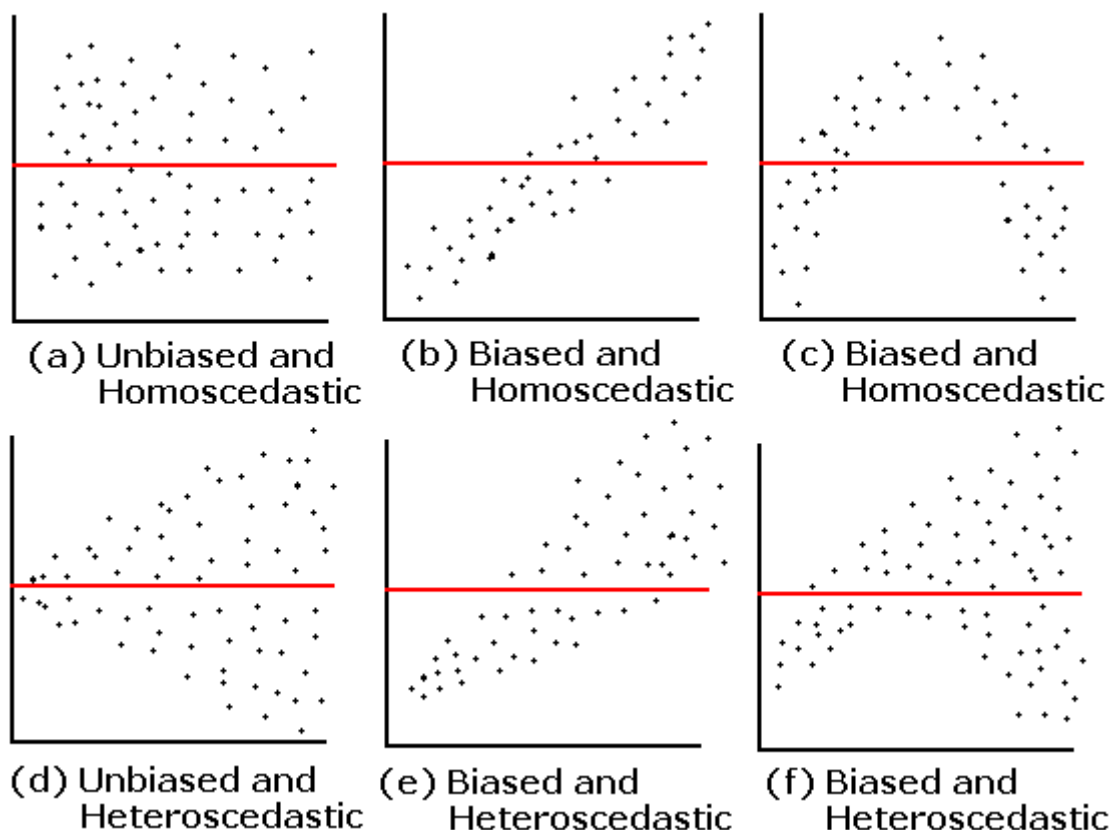 (a) Unbiased and
Homoscedastic
(b) Biased and
Homoscedastic
(c) Biased and
Homoscedastic
(d) Unbiased and
Heteroscedastic
(e) Biased and
Heteroscedastic
(f) Biased and
Heteroscedastic